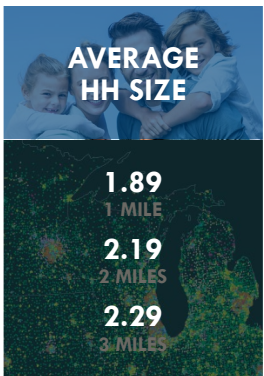 AVERAGE
HH SIZE
1.89
1 MILE
2.19
2 MILES
2.29
3 MILES